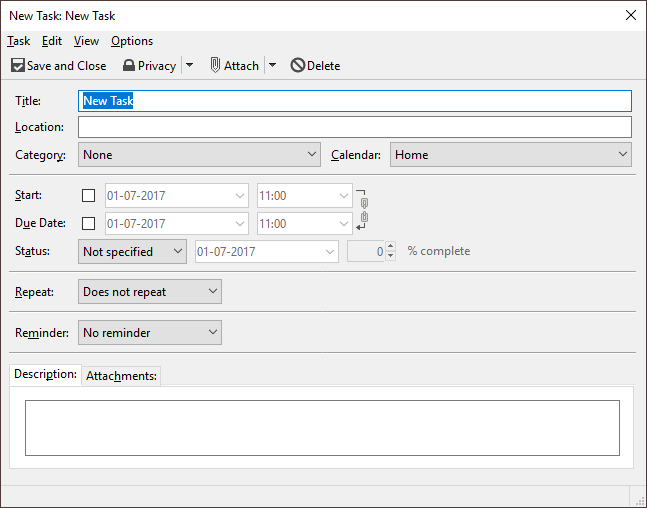 New Task: New Task
Task Edit View Options
Save and Close Privacy Attach Delete
Title: New Task
Location:
Category: None Calendar: Home
Start: 01-07-2017 11:00
Due Date: 01-07-2017 11:00
Status: Not specified 01-07-2017 0 % complete
Repeat: Does not repeat
Reminder: No reminder
Description: Attachments: